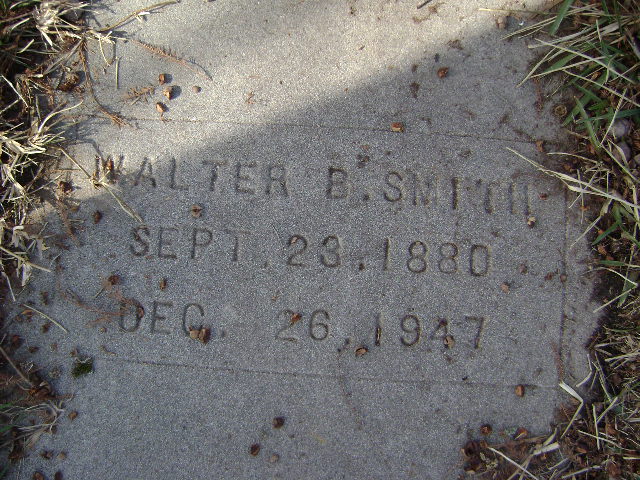 WALTER B. SMITH
SEPT. 23, 1880
DEC. 26, 1947